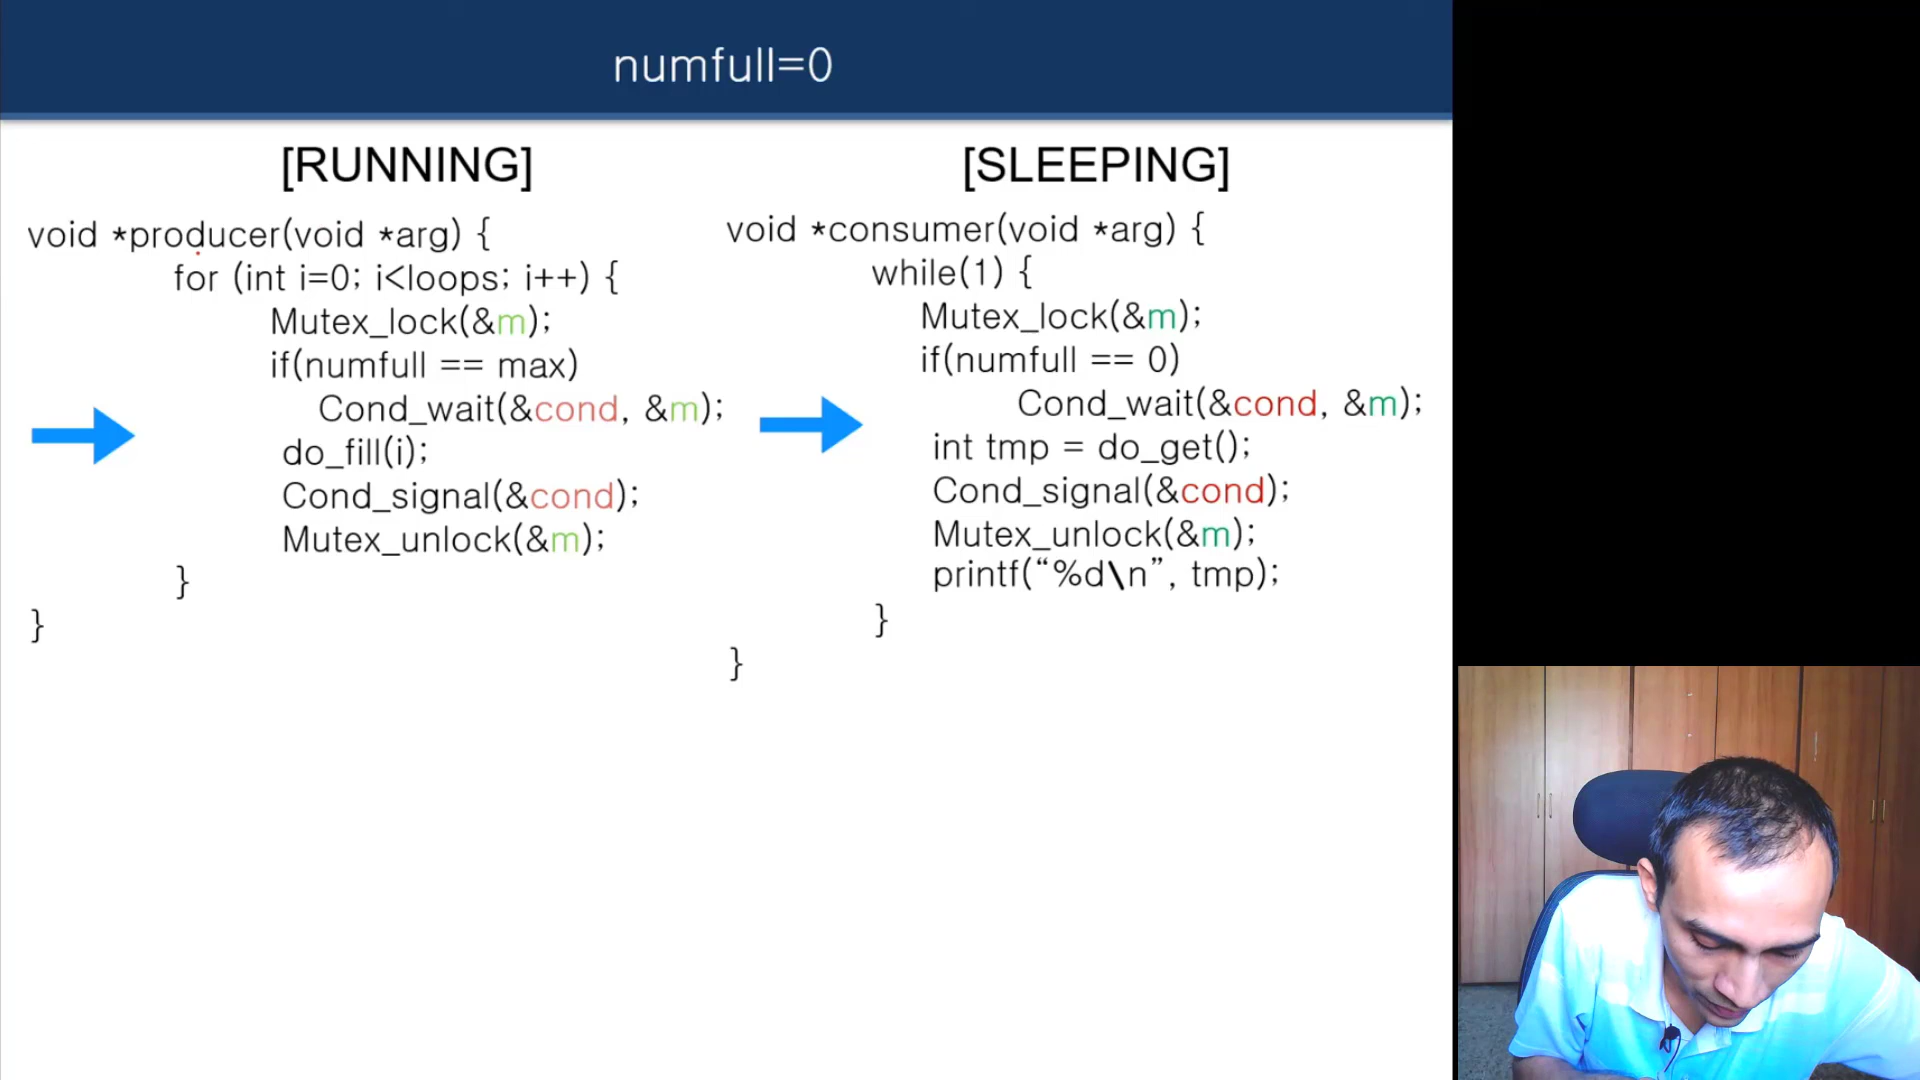 numfull=0
[RUNNING]
void *producer(void *arg) {
for (int i=0; i<loops; i++) {
Mutex_lock(&m);
if(numfull == max)
Cond_wait(&cond, &m);
do_fill(i);
Cond_signal(&cond);
Mutex_unlock(&m);
}
}
[SLEEPING]
void *consumer(void *arg) {
while(1) {
Mutex_lock(&m);
if(numfull == 0)
Cond_wait(&cond, &m);
int tmp = do_get();
Cond_signal(&cond);
Mutex_unlock(&m);
printf(“%d\n”, tmp);
}
}